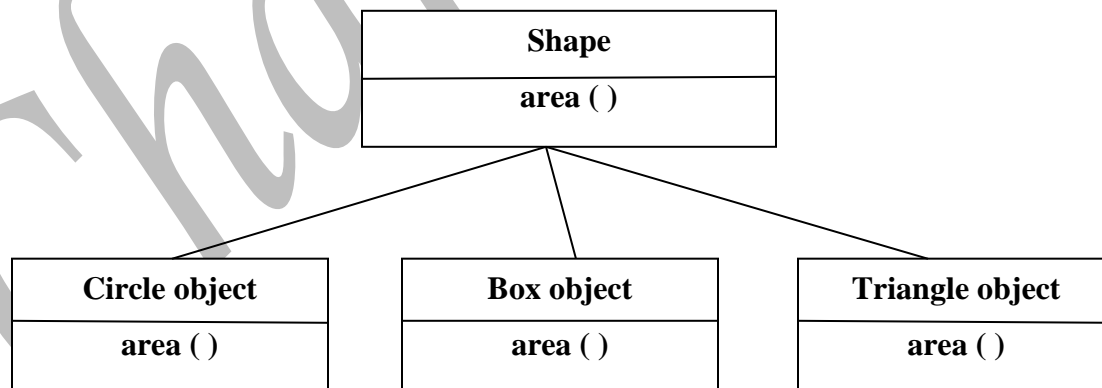 Shape
area ( )
Circle object
Box object
Triangle object
area ( )
area ( )
area ( )